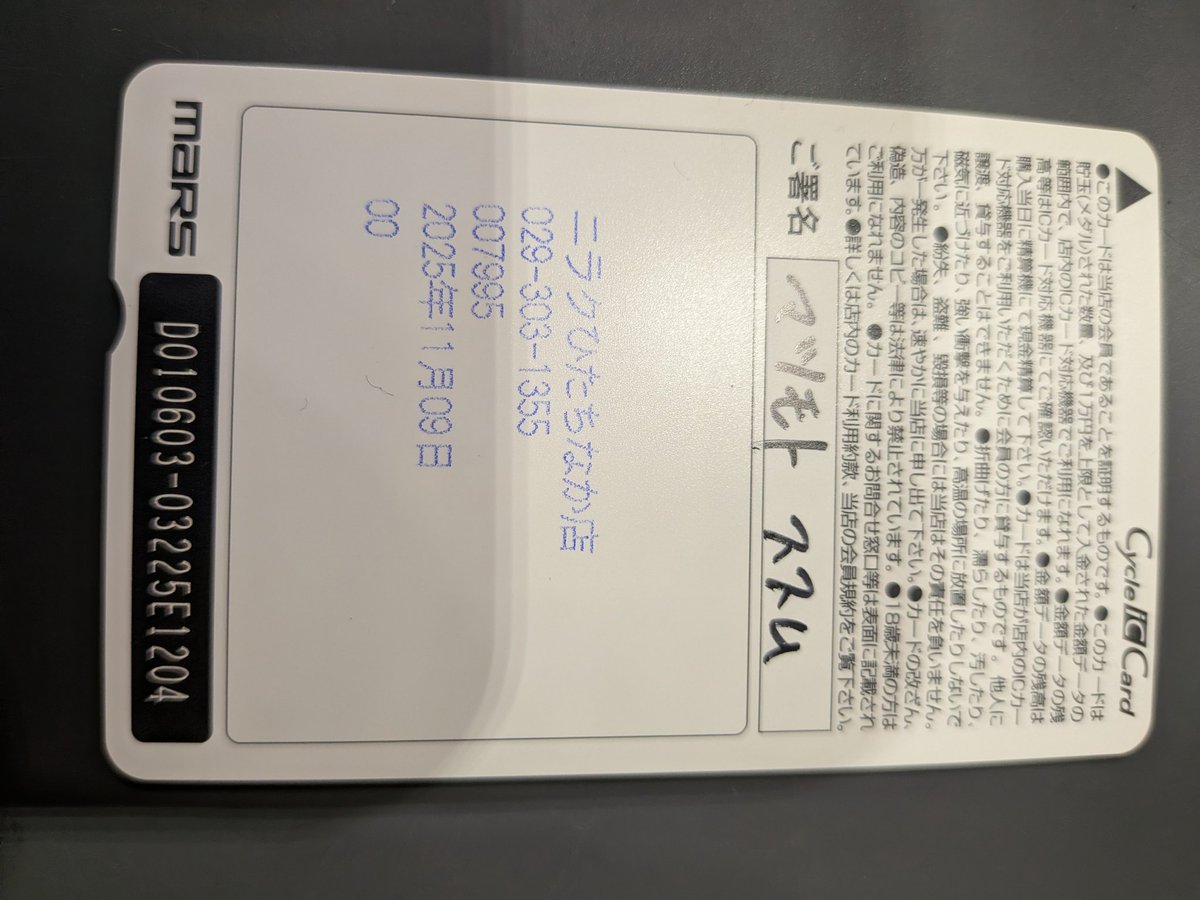 Cycle ic Card
●このカードは当店の会員であることを証明するものです。●このカードは
貯玉(メダル)された数量、及び1万円を上限として入金された金額データの
範囲内で、店内のICカード対応機器でご利用になれます。●金額データの残
高等はICカード対応機器にてご確認いただけます。●金額データの残高は
購入当日に精算機にて現金精算して下さい。●カードは当店が店内のICカー
ド対応機器をご利用いただくために会員の方に貸与するものです。他人に
譲渡、貸与することはできません。●折曲げたり、濡らしたり、汚したり、
磁気に近づけたり、強い衝撃を与えたり、高温の場所に放置したりしないで
下さい。●紛失、盗難、毀損等の場合には当店はその責任を負いません。
万が一発生した場合は、速やかに当店に申し出て下さい。●カードの改ざん、
偽造、内容のコピー等は法律により禁止されています。●18歳未満の方は
ご利用になれません。●カードに関するお問合せ窓口等は表面に記載され
ています。●詳しくは店内のカード利用約款、当店の会員規約をご覧下さい。
ご署名 マツモト ススム
ニラクひたちなか店
029-303-1355
007995
2025年11月09日
00
mars D010603-03225E1204